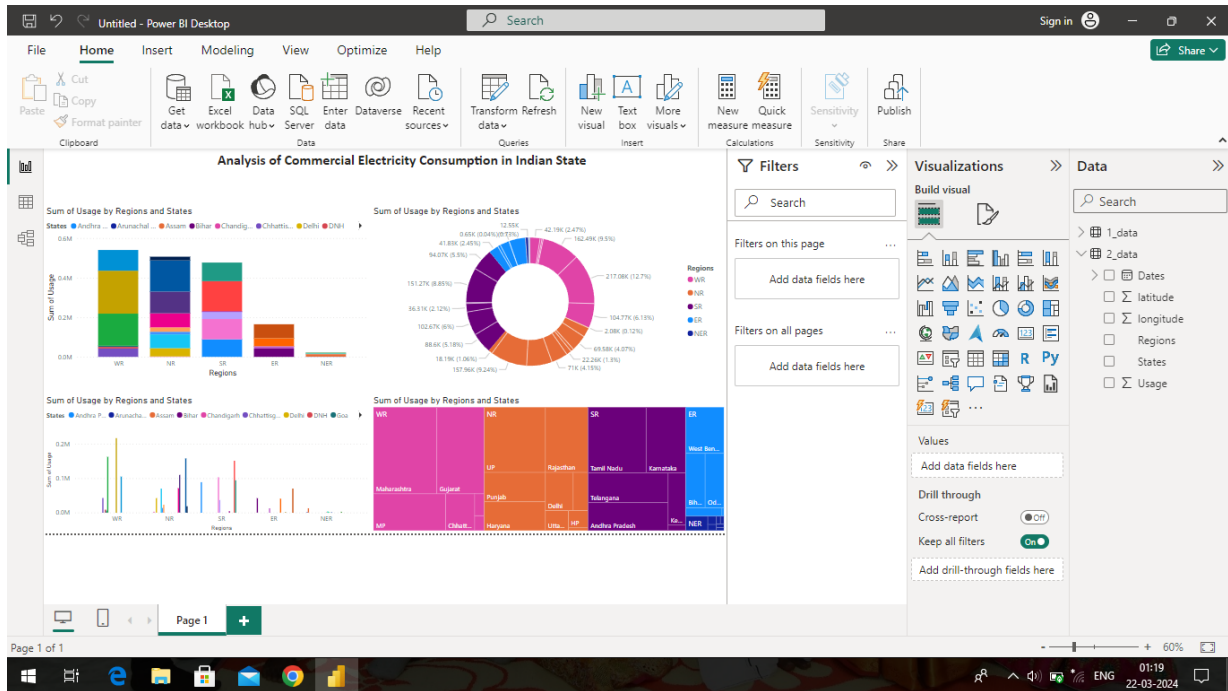 Untitled - Power BI Desktop
Search
Sign in
File Home Insert Modeling View Optimize Help
Share
Paste
Cut
Copy
Format painter
Get data
Excel workbook
Data hub
SQL Server
Enter data
Dataverse
Recent sources
Transform data
Refresh
New visual
Text box
More visuals
New measure
Quick measure
Sensitivity
Publish
Clipboard
Data
Queries
Insert
Calculations
Sensitivity
Share
Analysis of Commercial Electricity Consumption in Indian State
Sum of Usage by Regions and States
States Andhra ... Arunachal ... Assam Bihar Chandig... Chhattis... Delhi DNH
0.6M
0.4M
0.2M
0.0M
Sum of Usage
WR NR SR ER NER
Regions
Sum of Usage by Regions and States
12.55K
0.65K (0.04%)
41.85K (2.45%)
94.07K (5.5%)
151.27K (8.85%)
36.31K (2.12%)
102.67K (6%)
88.6K (5.18%)
18.19K (1.06%)
157.96K (9.24%)
42.19K (2.47%)
162.49K (9.5%)
217.08K (12.7%)
104.77K (6.13%)
2.08K (0.12%)
69.58K (4.07%)
22.26K (1.3%)
71K (4.15%)
Regions
WR
NR
SR
ER
NER
Sum of Usage by Regions and States
States Andhra P... Arunacha... Assam Bihar Chandigarh Chhattisg... Delhi DNH Goa
0.2M
0.1M
0.0M
Sum of Usage
WR NR SR ER NER
Regions
Sum of Usage by Regions and States
WR
Maharashtra
Gujarat
MP
Chhatt...
NR
UP
Rajasthan
Punjab
Delhi
Haryana
Utta...
HP
SR
Tamil Nadu
Karnataka
Telangana
Andhra Pradesh
Ke...
ER
West Ben...
Bih...
Od...
NER
Filters
Search
Filters on this page
...
Add data fields here
Filters on all pages
...
Add data fields here
Visualizations
Build visual
123
R
Py
123
...
Values
Add data fields here
Drill through
Cross-report
Off
Keep all filters
On
Add drill-through fields here
Data
Search
1_data
2_data
Dates
latitude
longitude
Regions
States
Usage
Page 1
Page 1 of 1
60%
ENG
01:19
22-03-2024